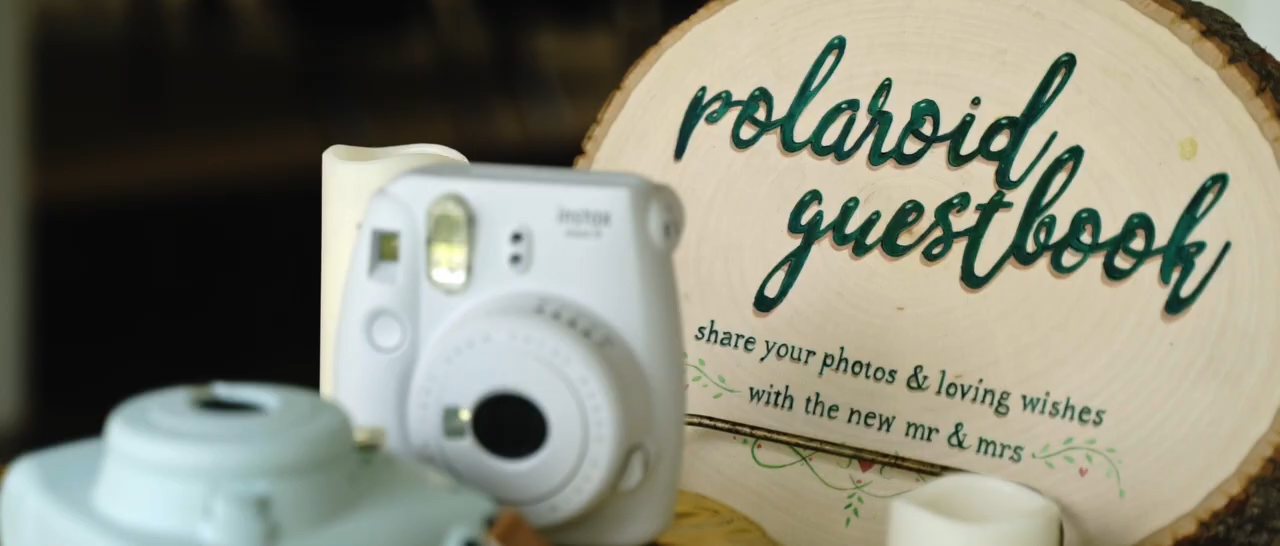 polaroid
guestbook
share your photos & loving wishes
with the new mr & mrs
instax